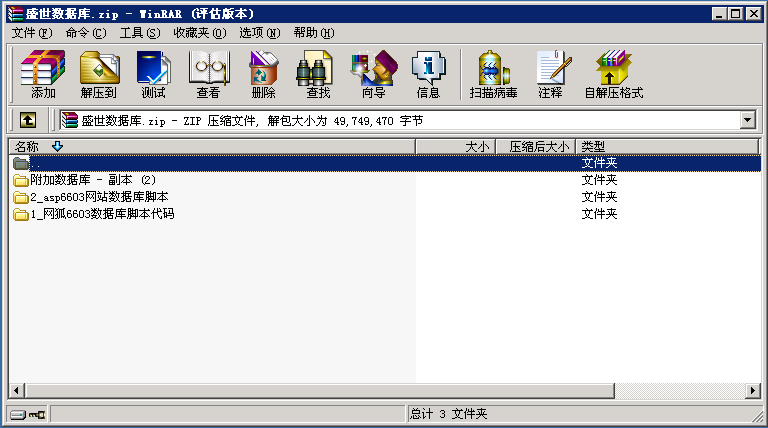 盛世数据库.zip - WinRAR (评估版本)
文件(F) 命令(C) 工具(S) 收藏夹(O) 选项(N) 帮助(H)
添加 解压到 测试 查看 删除 查找 向导 信息 扫描病毒 注释 自解压格式
盛世数据库.zip - ZIP 压缩文件, 解包大小为 49,749,470 字节
名称 大小 压缩后大小 类型
.. 文件夹
附加数据库 - 副本 (2) 文件夹
2_asp6603网站数据库脚本 文件夹
1_网狐6603数据库脚本代码 文件夹
总计 3 文件夹